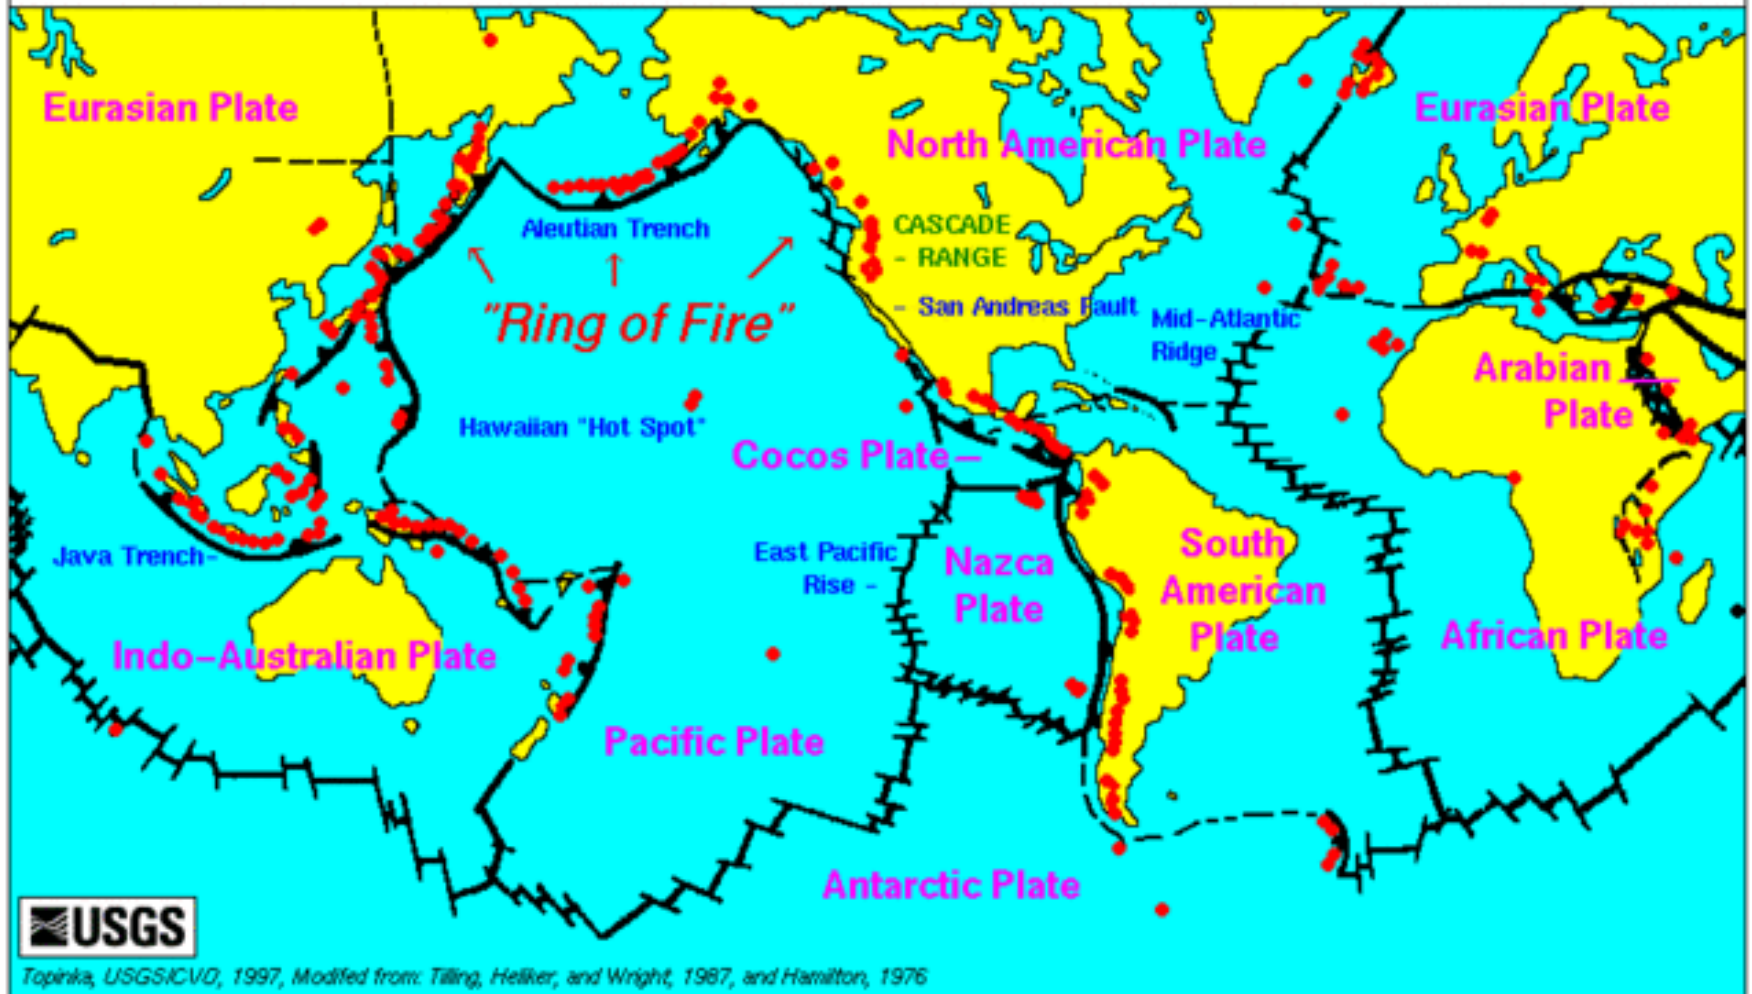 Eurasian Plate
Eurasian Plate
North American Plate
Aleutian Trench
CASCADE
- RANGE
"Ring of Fire"
- San Andreas Fault
Mid-Atlantic
Ridge
Arabian
Plate
Hawaiian "Hot Spot"
Cocos Plate
Java Trench-
East Pacific
Rise -
Nazca
Plate
South
American
Plate
Indo-Australian Plate
African Plate
Pacific Plate
Antarctic Plate
USGS
Topinka, USGS/CVO, 1997, Modified from: Tilling, Heliker, and Wright, 1987, and Hamilton, 1976